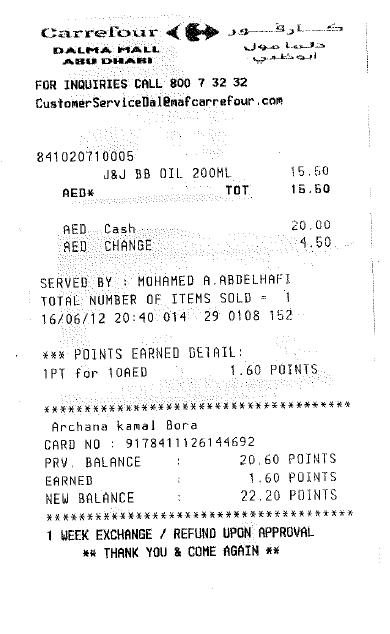 Carrefour كارفور
DALMA MALL دلما مول
ABU DHABI أبوظبي
FOR INQUIRIES CALL 800 7 32 32
CustomerServiceDal@mafcarrefour.com
841020710005
J&J BB OIL 200ML 15.50
AED* TOT 15.50
AED Cash 20.00
AED CHANGE 4.50
SERVED BY : MOHAMED A.ABDELHAFI
TOTAL NUMBER OF ITEMS SOLD = 1
16/06/12 20:40 014 29 0108 152
*** POINTS EARNED DETAIL:
1PT for 10AED 1.60 POINTS
************************************
Archana kamal Bora
CARD NO : 9178411126144692
PRV. BALANCE : 20.60 POINTS
EARNED : 1.60 POINTS
NEW BALANCE : 22.20 POINTS
************************************
1 WEEK EXCHANGE / REFUND UPON APPROVAL
** THANK YOU & COME AGAIN **